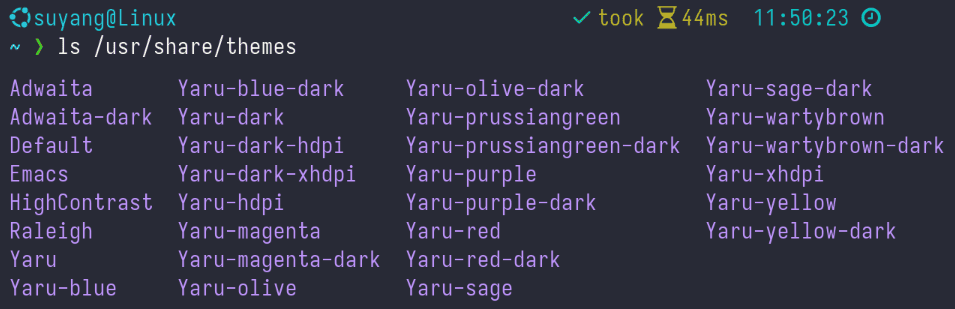 suyang@Linux took 44ms 11:50:23
~ ❯ ls /usr/share/themes
Adwaita Yaru-blue-dark Yaru-olive-dark Yaru-sage-dark
Adwaita-dark Yaru-dark Yaru-prussiangreen Yaru-wartybrown
Default Yaru-dark-hdpi Yaru-prussiangreen-dark Yaru-wartybrown-dark
Emacs Yaru-dark-xhdpi Yaru-purple Yaru-xhdpi
HighContrast Yaru-hdpi Yaru-purple-dark Yaru-yellow
Raleigh Yaru-magenta Yaru-red Yaru-yellow-dark
Yaru Yaru-magenta-dark Yaru-red-dark
Yaru-blue Yaru-olive Yaru-sage